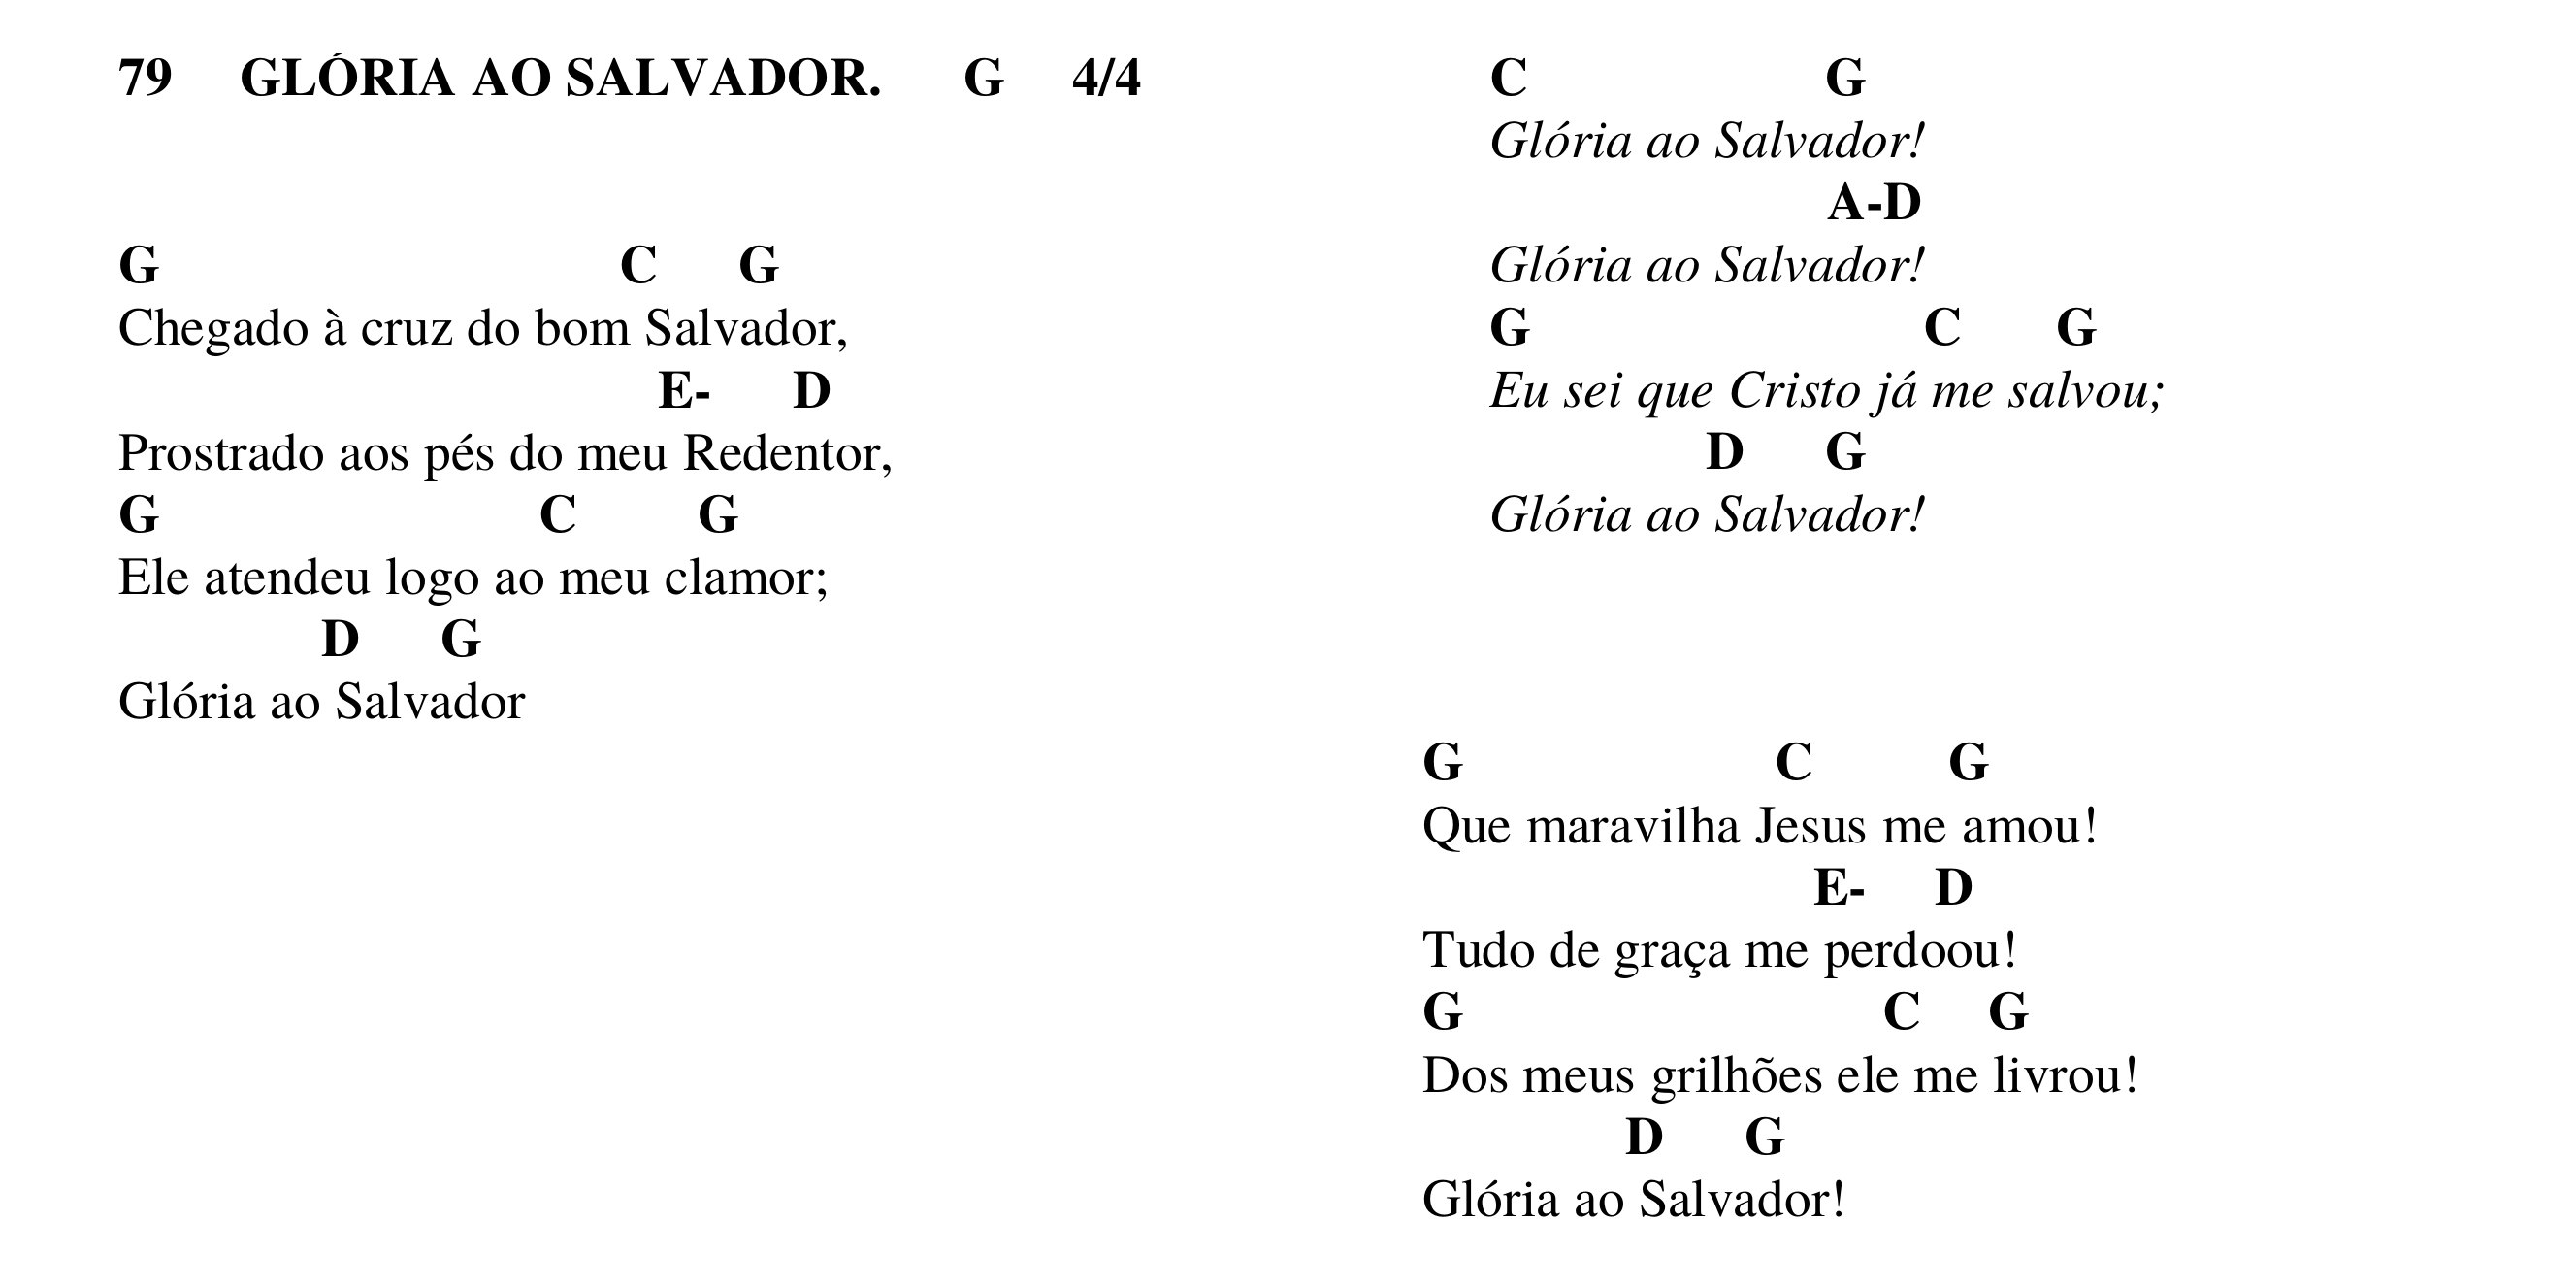 79 GLÓRIA AO SALVADOR. G 4/4
G C G
Chegado à cruz do bom Salvador,
E- D
Prostrado aos pés do meu Redentor,
G C G
Ele atendeu logo ao meu clamor;
D G
Glória ao Salvador
C G
Glória ao Salvador!
A-D
Glória ao Salvador!
G C G
Eu sei que Cristo já me salvou;
D G
Glória ao Salvador!
G C G
Que maravilha Jesus me amou!
E- D
Tudo de graça me perdoou!
G C G
Dos meus grilhões ele me livrou!
D G
Glória ao Salvador!